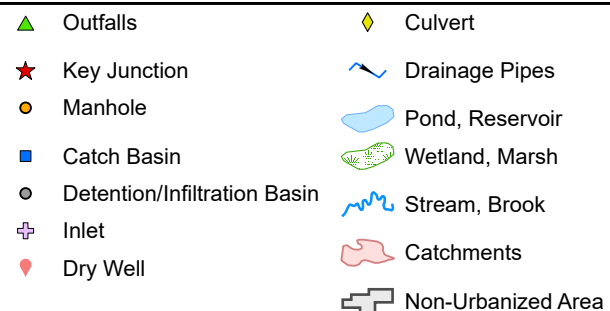 Outfalls
Key Junction
Manhole
Catch Basin
Detention/Infiltration Basin
Inlet
Dry Well
Culvert
Drainage Pipes
Pond, Reservoir
Wetland, Marsh
Stream, Brook
Catchments
Non-Urbanized Area